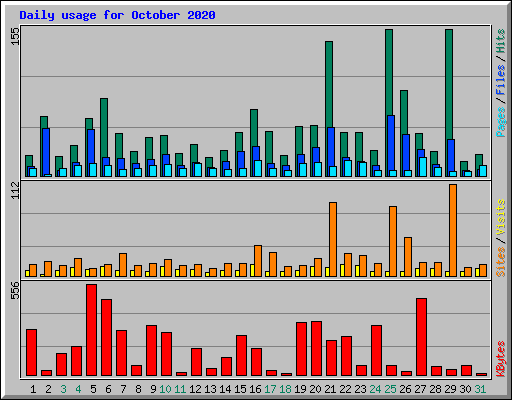 Daily usage for October 2020
155
Pages / Files / Hits
112
Sites / Visits
556
KBytes
1 2 3 4 5 6 7 8 9 10 11 12 13 14 15 16 17 18 19 20 21 22 23 24 25 26 27 28 29 30 31